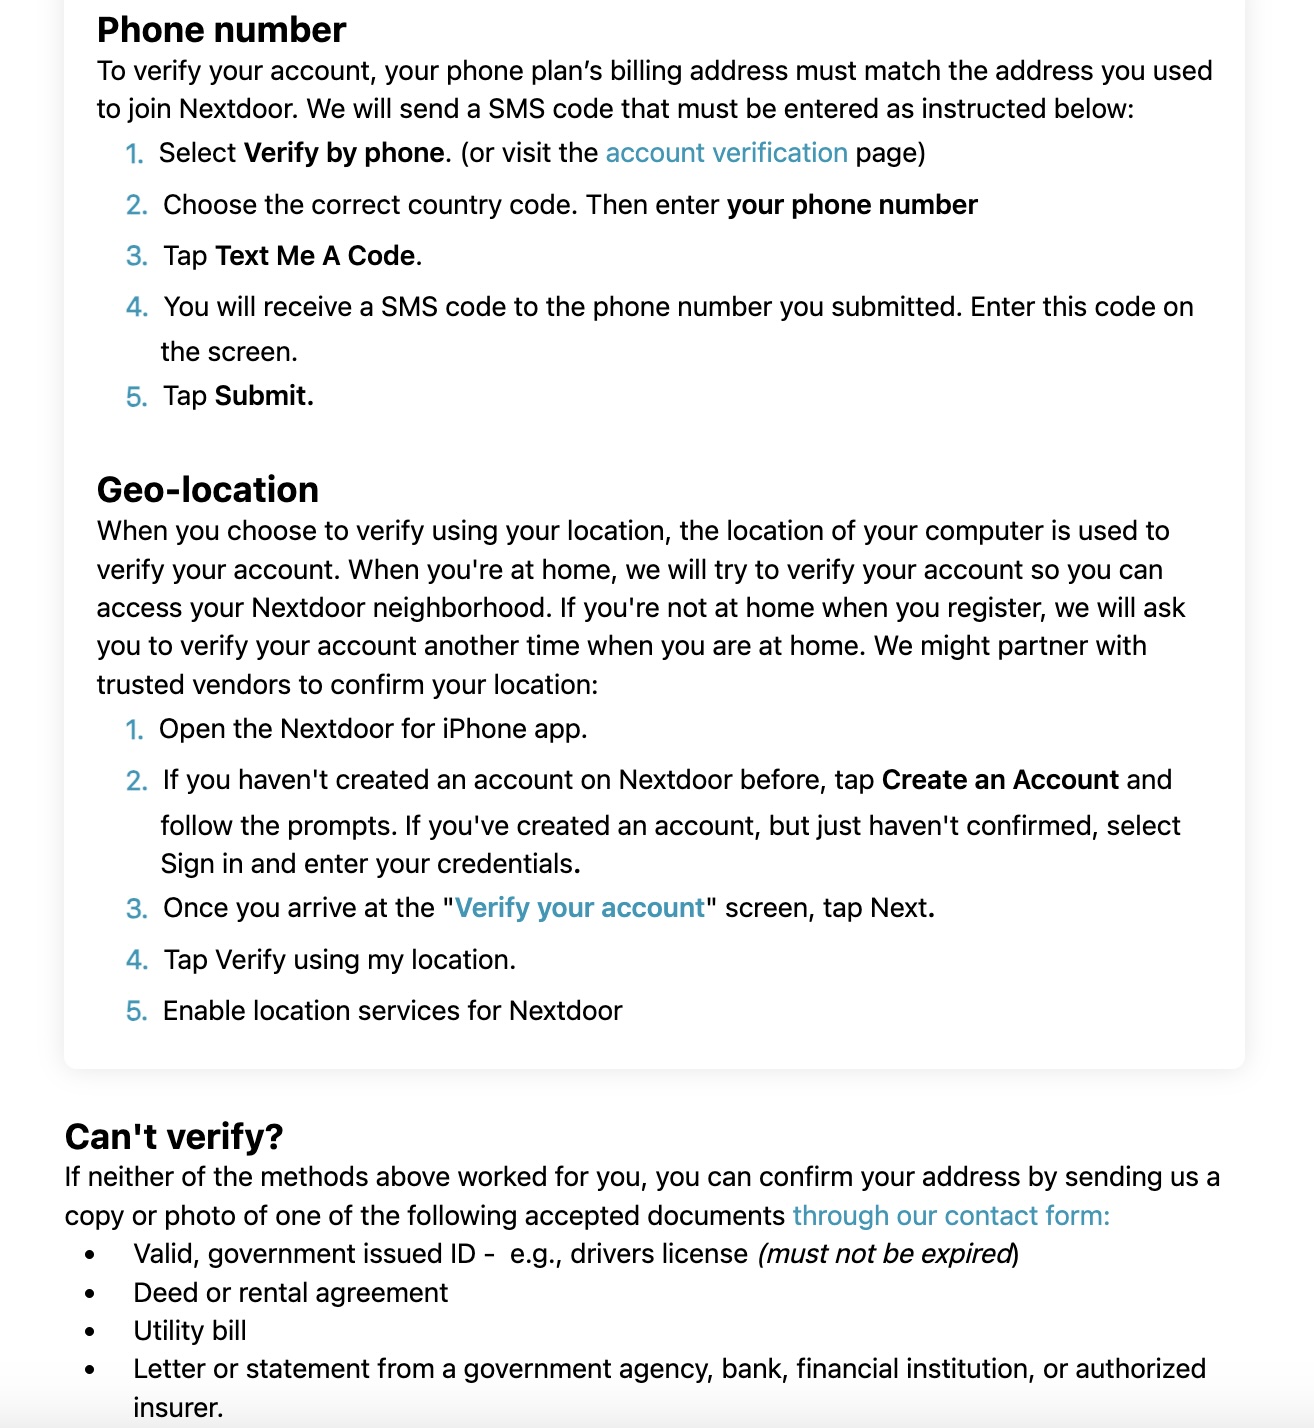 Phone number
To verify your account, your phone plan’s billing address must match the address you used
to join Nextdoor. We will send a SMS code that must be entered as instructed below:
1. Select Verify by phone. (or visit the account verification page)
2. Choose the correct country code. Then enter your phone number
3. Tap Text Me A Code.
4. You will receive a SMS code to the phone number you submitted. Enter this code on
the screen.
5. Tap Submit.
Geo-location
When you choose to verify using your location, the location of your computer is used to
verify your account. When you're at home, we will try to verify your account so you can
access your Nextdoor neighborhood. If you're not at home when you register, we will ask
you to verify your account another time when you are at home. We might partner with
trusted vendors to confirm your location:
1. Open the Nextdoor for iPhone app.
2. If you haven't created an account on Nextdoor before, tap Create an Account and
follow the prompts. If you've created an account, but just haven't confirmed, select
Sign in and enter your credentials.
3. Once you arrive at the "Verify your account" screen, tap Next.
4. Tap Verify using my location.
5. Enable location services for Nextdoor
Can't verify?
If neither of the methods above worked for you, you can confirm your address by sending us a
copy or photo of one of the following accepted documents through our contact form:
• Valid, government issued ID - e.g., drivers license (must not be expired)
• Deed or rental agreement
• Utility bill
• Letter or statement from a government agency, bank, financial institution, or authorized
insurer.